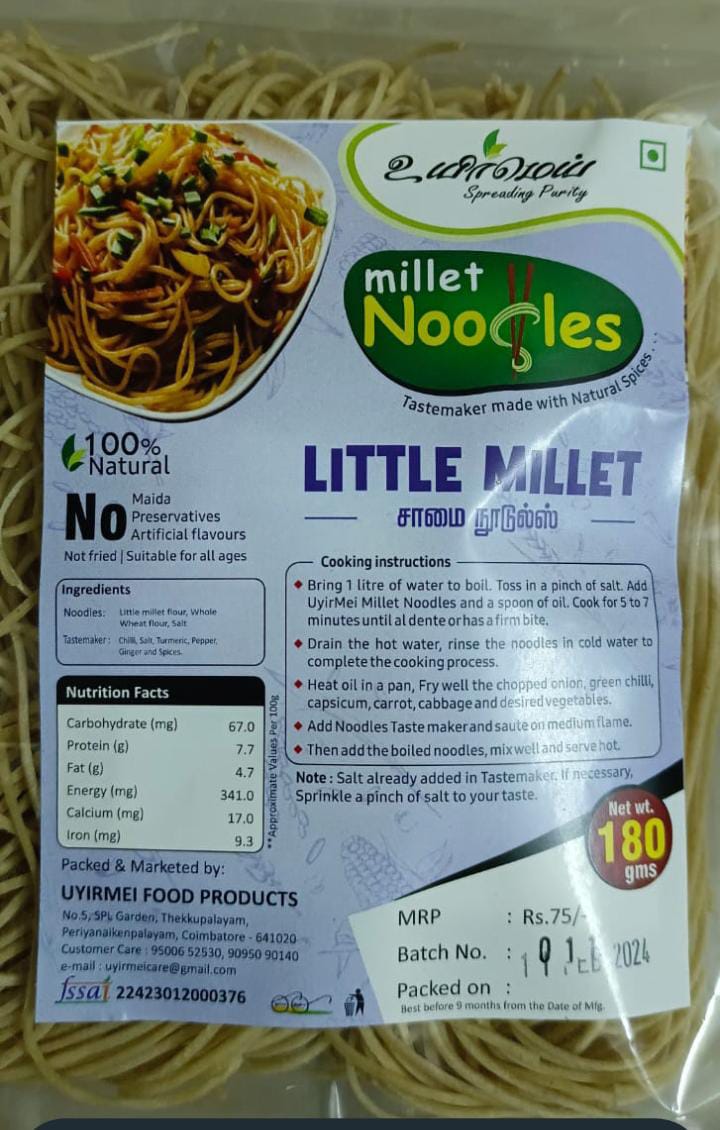 உயிர்மெய்
Spreading Purity
millet
Noodles
Tastemaker made with Natural Spices...
100%
Natural
No Maida
Preservatives
Artificial flavours
Not fried | Suitable for all ages
LITTLE MILLET
சாமை நூடுல்ஸ்
Ingredients
Noodles: Little millet flour, Whole
Wheat flour, Salt
Tastemaker: Chilli, Salt, Turmeric, Pepper,
Ginger and Spices.
Nutrition Facts
Carbohydrate (mg) 67.0
Protein (g) 7.7
Fat (g) 4.7
Energy (mg) 341.0
Calcium (mg) 17.0
Iron (mg) 9.3
**Approximate Values Per 100g
Cooking instructions
Bring 1 litre of water to boil. Toss in a pinch of salt. Add
UyirMei Millet Noodles and a spoon of oil. Cook for 5 to 7
minutes until al dente or has a firm bite.
Drain the hot water, rinse the noodles in cold water to
complete the cooking process.
Heat oil in a pan, Fry well the chopped onion, green chilli,
capsicum, carrot, cabbage and desired vegetables.
Add Noodles Taste maker and saute on medium flame.
Then add the boiled noodles, mix well and serve hot.
Note : Salt already added in Tastemaker. If necessary,
Sprinkle a pinch of salt to your taste.
Net wt.
180
gms
Packed & Marketed by:
UYIRMEI FOOD PRODUCTS
No.5, SPL Garden, Thekkupalayam,
Periyanaikenpalayam, Coimbatore - 641020
Customer Care : 95006 52530, 90950 90140
e-mail : uyirmeicare@gmail.com
fssai 22423012000376
MRP : Rs.75/-
Batch No. : 2024
Packed on :
Best before 9 months from the Date of Mfg.